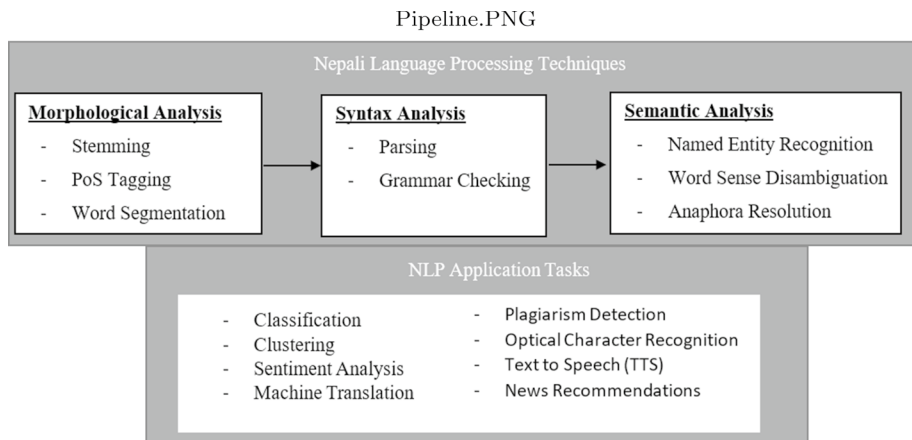 Pipeline.PNG
Nepali Language Processing Techniques
Morphological Analysis
- Stemming
- PoS Tagging
- Word Segmentation
Syntax Analysis
- Parsing
- Grammar Checking
Semantic Analysis
- Named Entity Recognition
- Word Sense Disambiguation
- Anaphora Resolution
NLP Application Tasks
- Classification
- Clustering
- Sentiment Analysis
- Machine Translation
- Plagiarism Detection
- Optical Character Recognition
- Text to Speech (TTS)
- News Recommendations